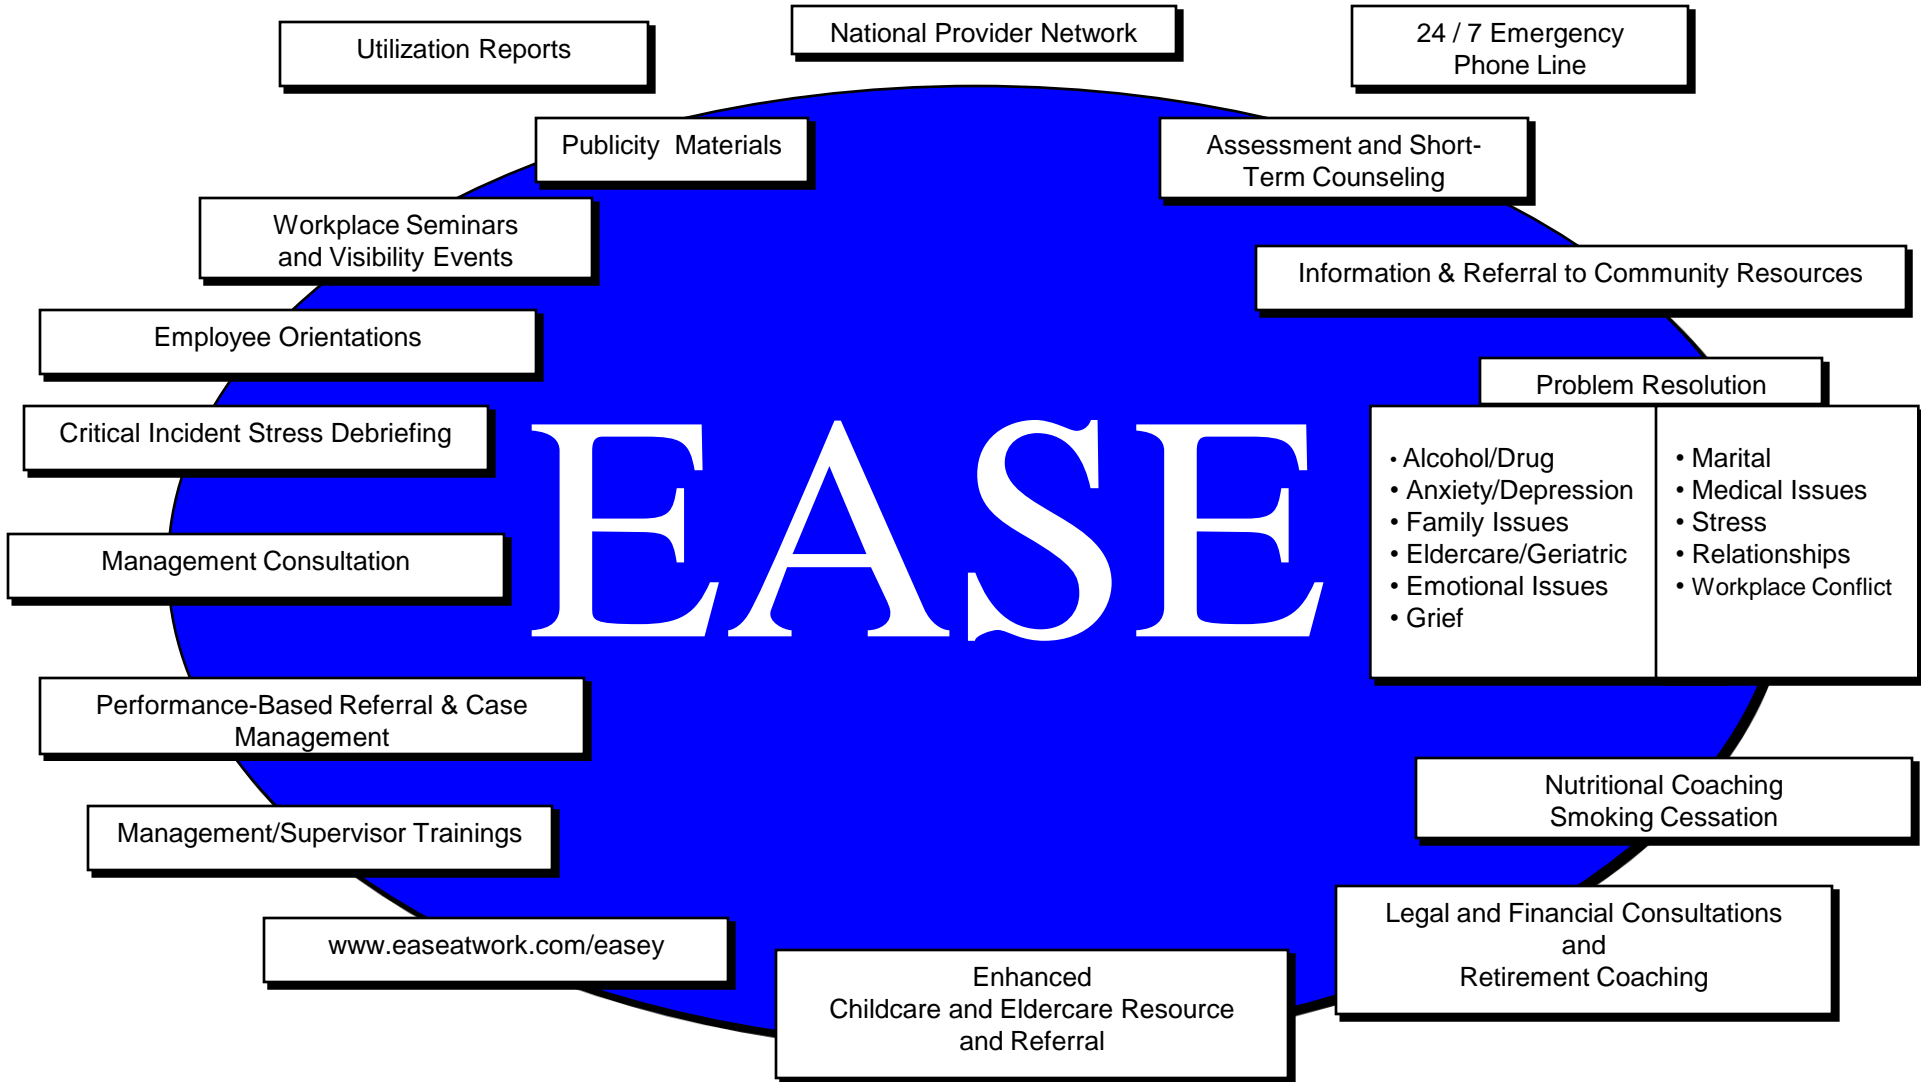 Utilization Reports
National Provider Network
24 / 7 Emergency
Phone Line
Publicity Materials
Assessment and Short-
Term Counseling
Workplace Seminars
and Visibility Events
Information & Referral to Community Resources
Employee Orientations
Problem Resolution
Critical Incident Stress Debriefing
EASE
• Alcohol/Drug
• Anxiety/Depression
• Family Issues
• Eldercare/Geriatric
• Emotional Issues
• Grief
• Marital
• Medical Issues
• Stress
• Relationships
• Workplace Conflict
Management Consultation
Performance-Based Referral & Case
Management
Nutritional Coaching
Smoking Cessation
Management/Supervisor Trainings
Legal and Financial Consultations
and
Retirement Coaching
www.easeatwork.com/easey
Enhanced
Childcare and Eldercare Resource
and Referral